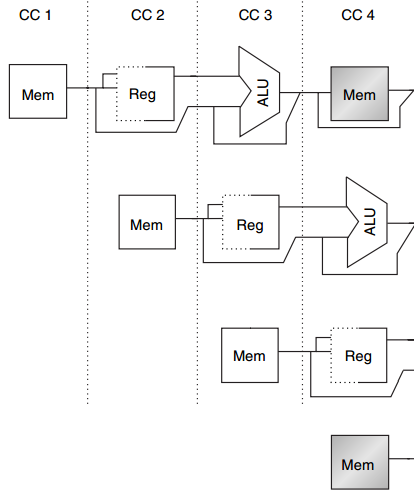 CC 1 CC 2 CC 3 CC 4
Mem Reg ALU Mem
Mem Reg ALU
Mem Reg
Mem